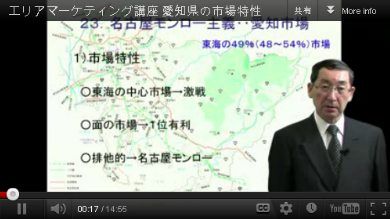 エリアマーケティング講座 愛知県の市場特性
共有
More info
23. 名古屋モンロー主義‥愛知市場
東海の49%(48~54%)市場
1)市場特性
○東海の中心市場→激戦
○面の市場→1位有利
○排他的→名古屋モンロー
00:17 / 14:55
YouTube